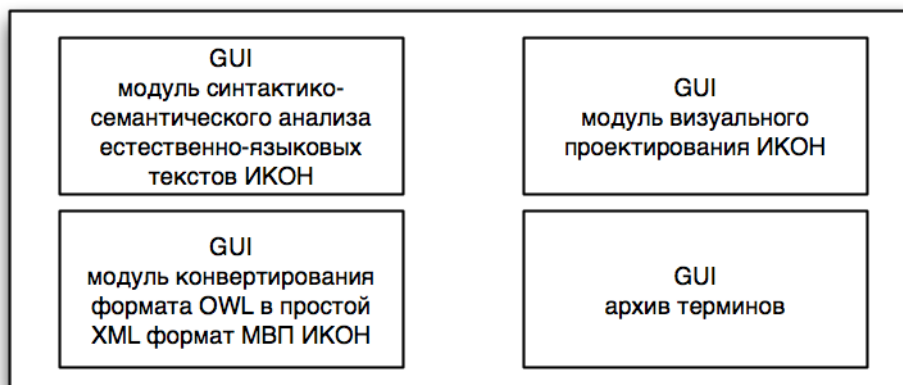 GUI
модуль синтактико-
семантического анализа
естественно-языковых
текстов ИКОН
GUI
модуль визуального
проектирования ИКОН
GUI
модуль конвертирования
формата OWL в простой
XML формат МВП ИКОН
GUI
архив терминов